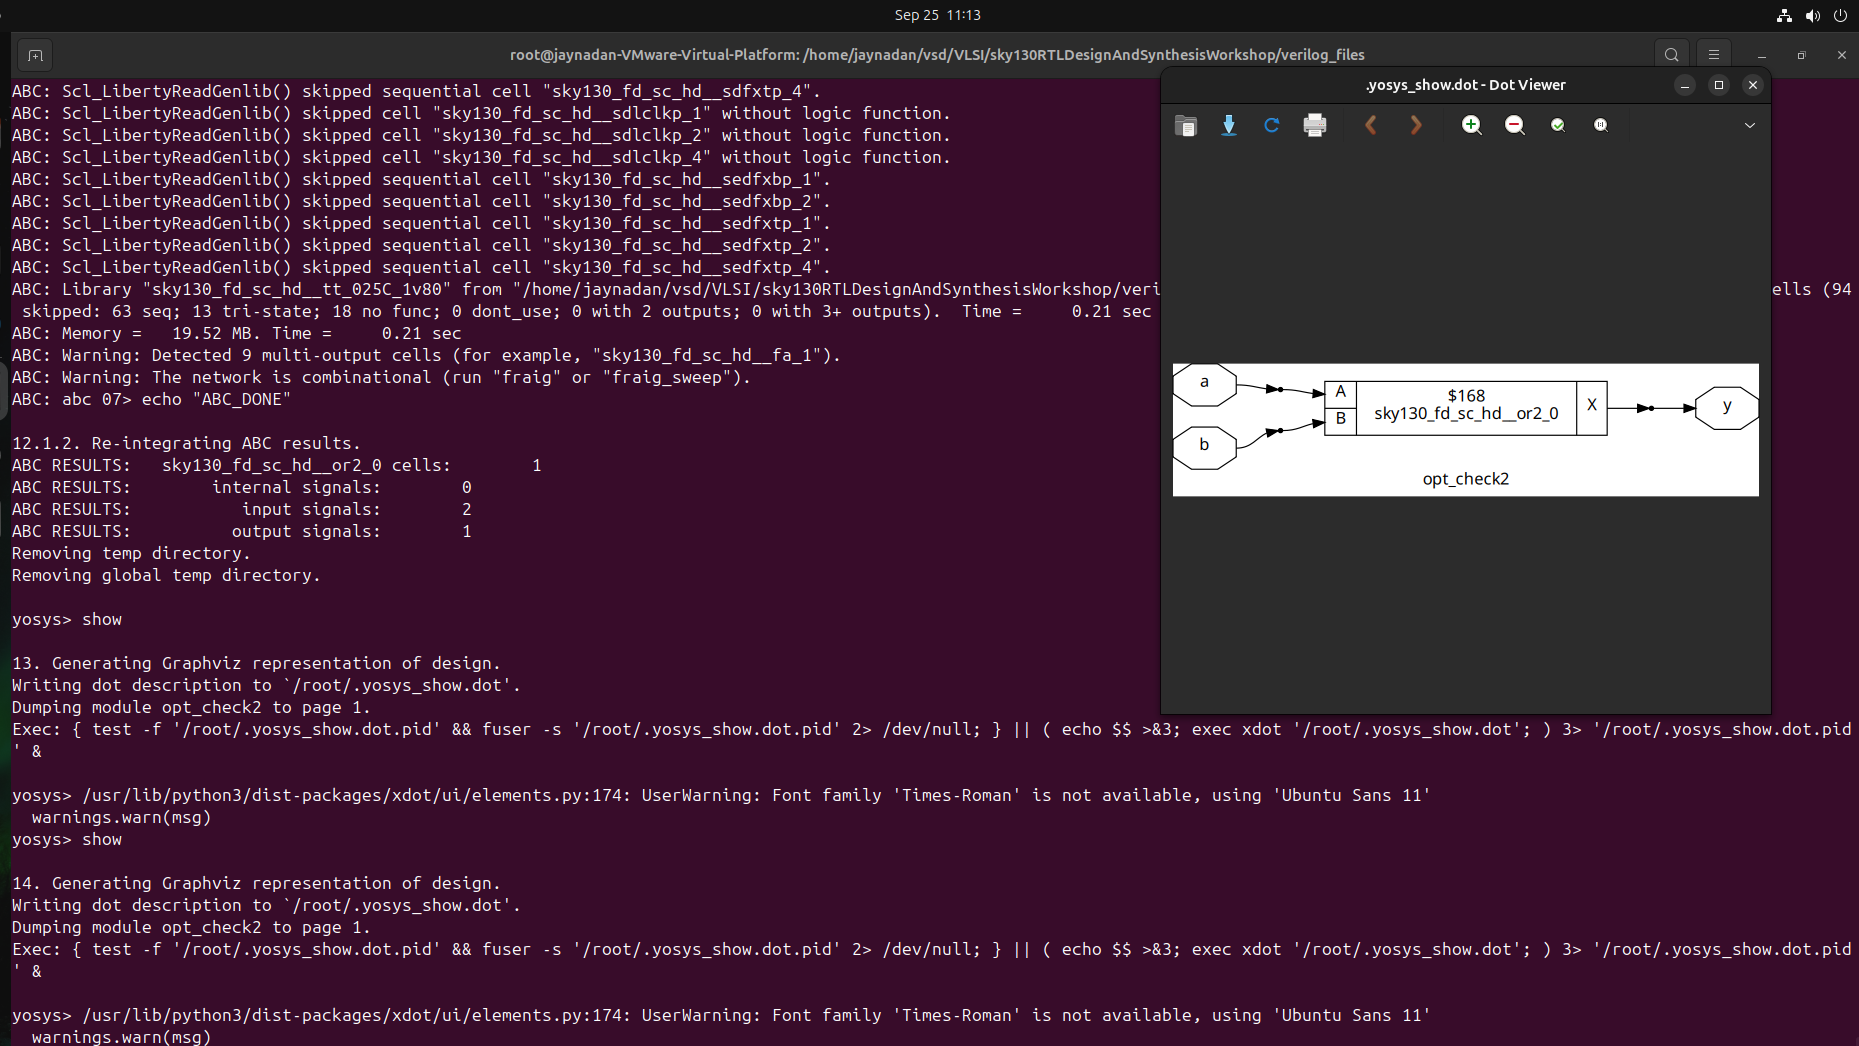 Sep 25  11:13
root@jaynadan-VMware-Virtual-Platform: /home/jaynadan/vsd/VLSI/sky130RTLDesignAndSynthesisWorkshop/verilog_files
ABC: Scl_LibertyReadGenlib() skipped sequential cell "sky130_fd_sc_hd__sdfxtp_4".
ABC: Scl_LibertyReadGenlib() skipped cell "sky130_fd_sc_hd__sdlclkp_1" without logic function.
ABC: Scl_LibertyReadGenlib() skipped cell "sky130_fd_sc_hd__sdlclkp_2" without logic function.
ABC: Scl_LibertyReadGenlib() skipped cell "sky130_fd_sc_hd__sdlclkp_4" without logic function.
ABC: Scl_LibertyReadGenlib() skipped sequential cell "sky130_fd_sc_hd__sedfxbp_1".
ABC: Scl_LibertyReadGenlib() skipped sequential cell "sky130_fd_sc_hd__sedfxbp_2".
ABC: Scl_LibertyReadGenlib() skipped sequential cell "sky130_fd_sc_hd__sedfxtp_1".
ABC: Scl_LibertyReadGenlib() skipped sequential cell "sky130_fd_sc_hd__sedfxtp_2".
ABC: Scl_LibertyReadGenlib() skipped sequential cell "sky130_fd_sc_hd__sedfxtp_4".
ABC: Library "sky130_fd_sc_hd__tt_025C_1v80" from "/home/jaynadan/vsd/VLSI/sky130RTLDesignAndSynthesisWorkshop/veri ells (94
 skipped: 63 seq; 13 tri-state; 18 no func; 0 dont_use; 0 with 2 outputs; 0 with 3+ outputs).  Time =     0.21 sec
ABC: Memory =   19.52 MB. Time =     0.21 sec
ABC: Warning: Detected 9 multi-output cells (for example, "sky130_fd_sc_hd__fa_1").
ABC: Warning: The network is combinational (run "fraig" or "fraig_sweep").
ABC: abc 07> echo "ABC_DONE"
12.1.2. Re-integrating ABC results.
ABC RESULTS:   sky130_fd_sc_hd__or2_0 cells:        1
ABC RESULTS:        internal signals:        0
ABC RESULTS:           input signals:        2
ABC RESULTS:          output signals:        1
Removing temp directory.
Removing global temp directory.
yosys> show
13. Generating Graphviz representation of design.
Writing dot description to `/root/.yosys_show.dot'.
Dumping module opt_check2 to page 1.
Exec: { test -f '/root/.yosys_show.dot.pid' && fuser -s '/root/.yosys_show.dot.pid' 2> /dev/null; } || ( echo $$ >&3; exec xdot '/root/.yosys_show.dot'; ) 3> '/root/.yosys_show.dot.pid
' &
yosys> /usr/lib/python3/dist-packages/xdot/ui/elements.py:174: UserWarning: Font family 'Times-Roman' is not available, using 'Ubuntu Sans 11'
  warnings.warn(msg)
yosys> show
14. Generating Graphviz representation of design.
Writing dot description to `/root/.yosys_show.dot'.
Dumping module opt_check2 to page 1.
Exec: { test -f '/root/.yosys_show.dot.pid' && fuser -s '/root/.yosys_show.dot.pid' 2> /dev/null; } || ( echo $$ >&3; exec xdot '/root/.yosys_show.dot'; ) 3> '/root/.yosys_show.dot.pid
' &
yosys> /usr/lib/python3/dist-packages/xdot/ui/elements.py:174: UserWarning: Font family 'Times-Roman' is not available, using 'Ubuntu Sans 11'
  warnings.warn(msg)
.yosys_show.dot - Dot Viewer
a
b
A
B
$168
sky130_fd_sc_hd__or2_0
X
y
opt_check2